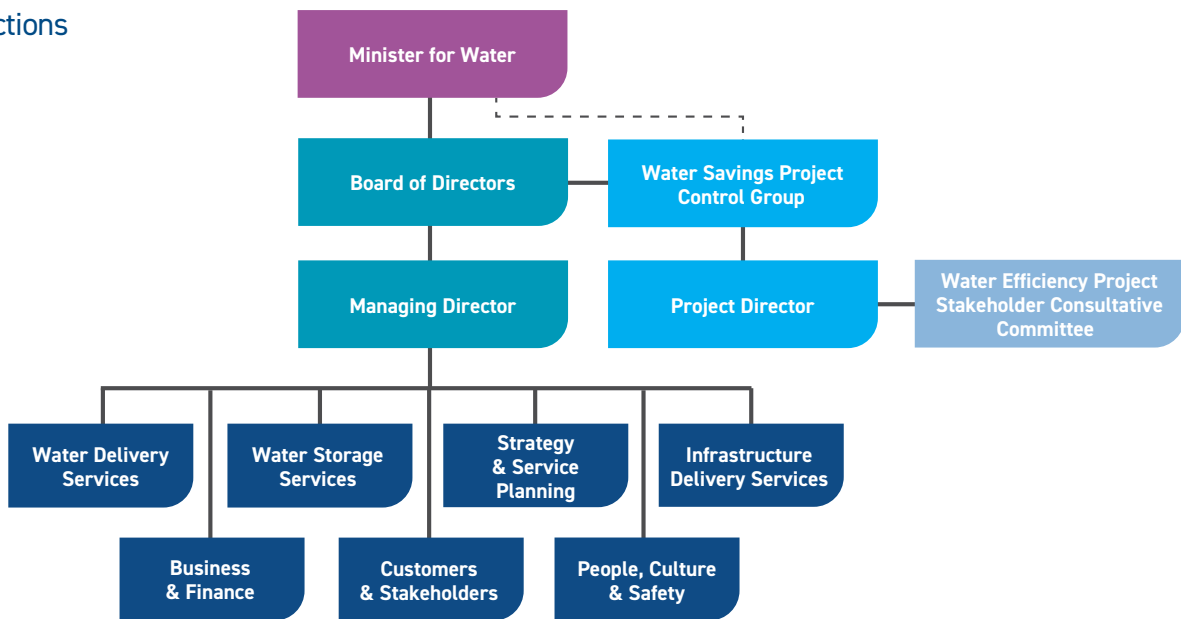 ctions
Minister for Water
Board of Directors
Water Savings Project
Control Group
Managing Director
Project Director
Water Efficiency Project
Stakeholder Consultative
Committee
Water Delivery
Services
Water Storage
Services
Strategy
& Service
Planning
Infrastructure
Delivery Services
Business
& Finance
Customers
& Stakeholders
People, Culture
& Safety